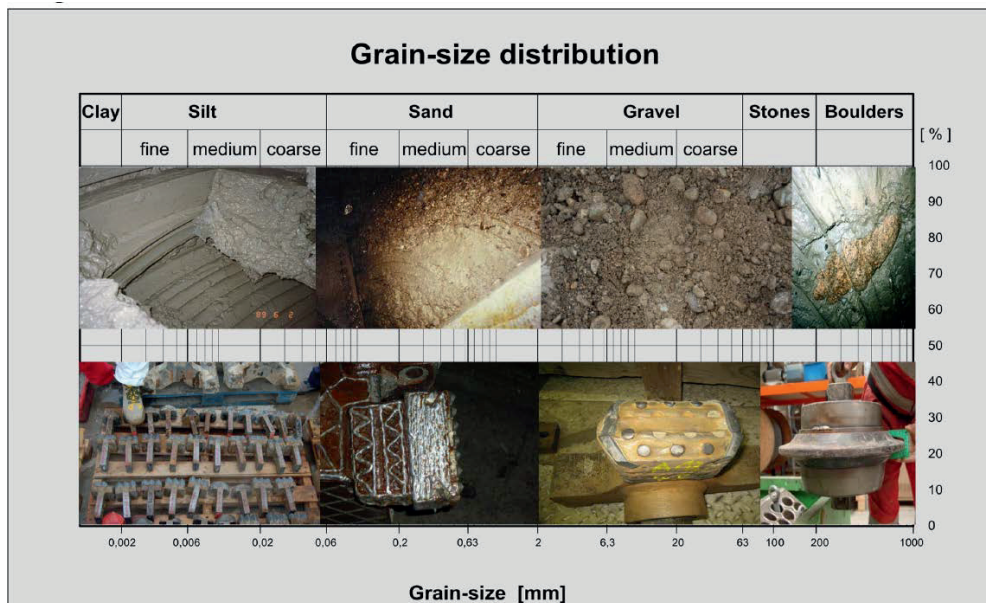 Grain-size distribution
Clay Silt Sand Gravel Stones Boulders
fine medium coarse fine medium coarse fine medium coarse
[ % ]
100
90
80
70
60
50
40
30
20
10
0
0,002 0,006 0,02 0,06 0,2 0,63 2 6,3 20 63 100 200 1000
Grain-size [mm]